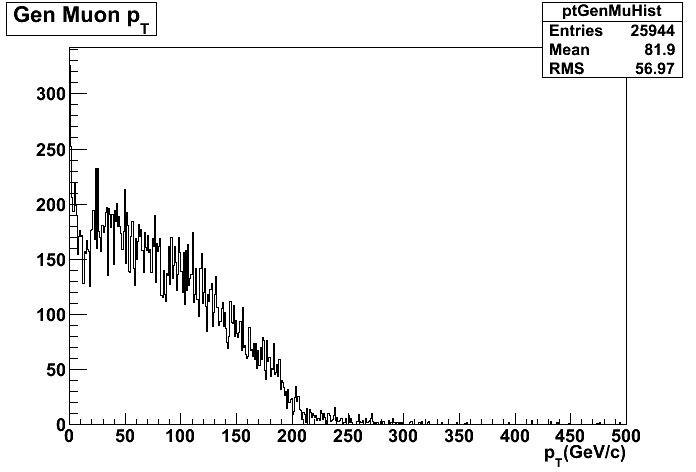 Gen Muon p_T
ptGenMuHist
Entries 25944
Mean 81.9
RMS 56.97
300
250
200
150
100
50
0
0 50 100 150 200 250 300 350 400 450 500
p_T(GeV/c)